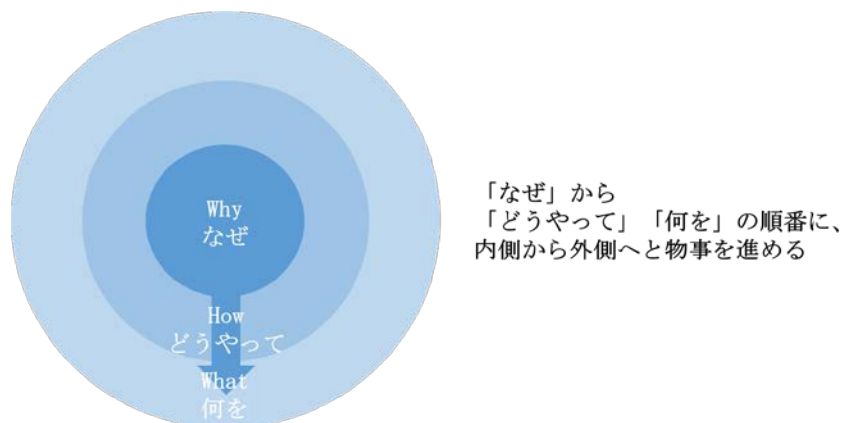 Why
なぜ
How
どうやって
What
何を
「なぜ」から
「どうやって」「何を」の順番に、
内側から外側へと物事を進める